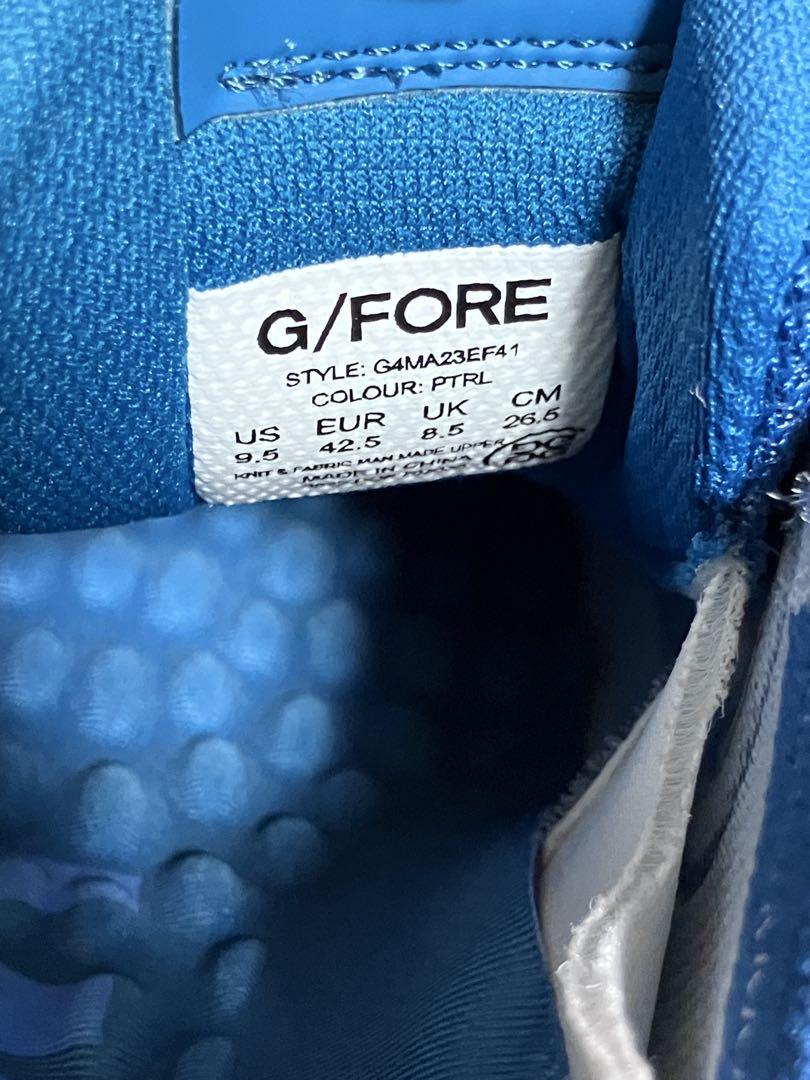 G/FORE
STYLE: G4MA23EF41
COLOUR: PTRL
US EUR UK CM
9.5 42.5 8.5 26.5
KNIT & FABRIC MAN MADE UPPER
MADE IN CHINA